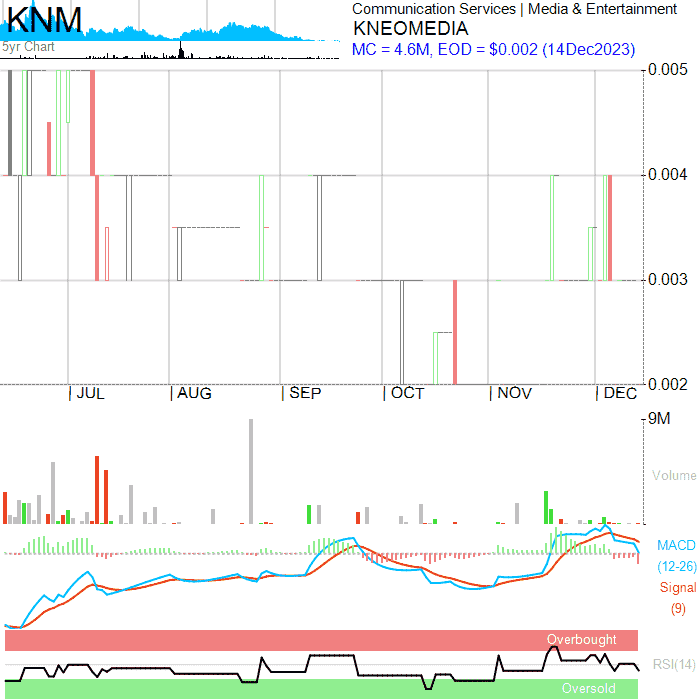 KNM
Communication Services | Media & Entertainment
KNEOMEDIA
5yr Chart
MC = 4.6M, EOD = $0.002 (14Dec2023)
0.005
0.004
0.003
0.002
| JUL | AUG | SEP | OCT | NOV | DEC
9M
Volume
MACD
(12-26)
Signal
(9)
Overbought
RSI(14)
Oversold